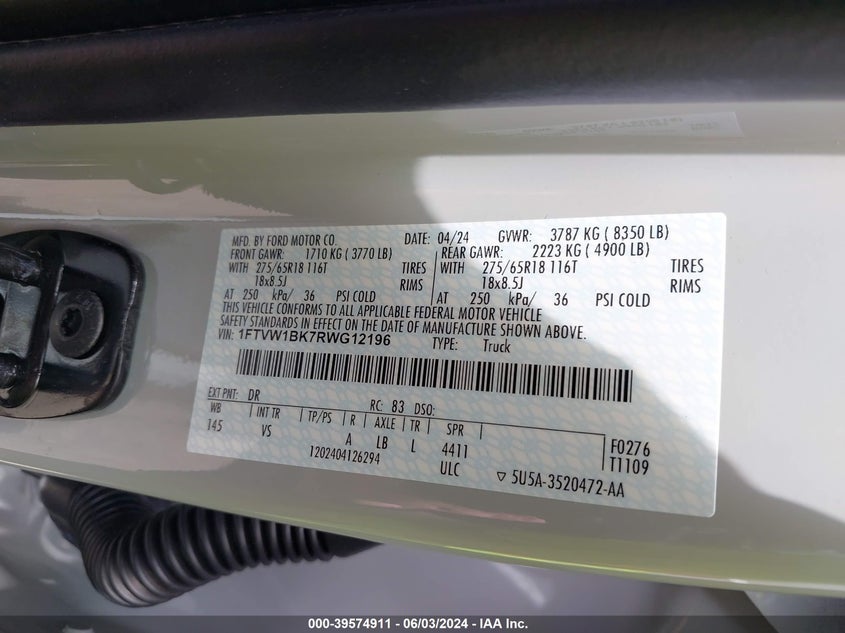 MFD. BY FORD MOTOR CO. DATE: 04/24 GVWR: 3787 KG ( 8350 LB)
FRONT GAWR: 1710 KG ( 3770 LB) REAR GAWR: 2223 KG ( 4900 LB)
WITH 275/65R18 116T TIRES WITH 275/65R18 116T TIRES
18x8.5J RIMS 18x8.5J RIMS
AT 250 kPa/ 36 PSI COLD AT 250 kPa/ 36 PSI COLD
THIS VEHICLE CONFORMS TO ALL APPLICABLE FEDERAL MOTOR VEHICLE
SAFETY STANDARDS IN EFFECT ON THE DATE OF MANUFACTURE SHOWN ABOVE.
VIN: 1FTVW1BK7RWG12196 TYPE: Truck
EXT PNT: DR RC: 83 DSO:
WB INT TR TP/PS R AXLE TR SPR
145 VS A LB L 4411 F0276
1202404126294 ULC T1109
5U5A-3520472-AA
000-39574911 / 06/03/2024 - IAA Inc.